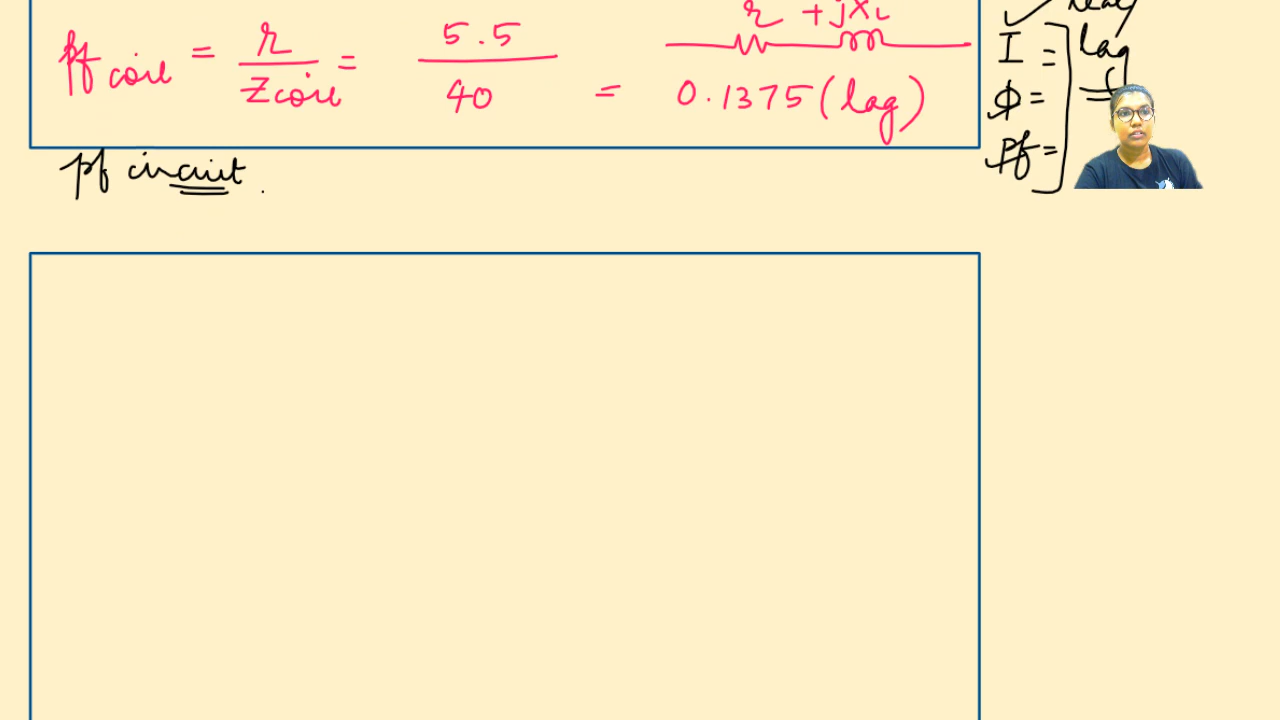 r + jXL
pf coil = r / Zcoil = 5.5 / 40 = 0.1375 (lag)
pf circuit.
I =
lag
φ =
pf =